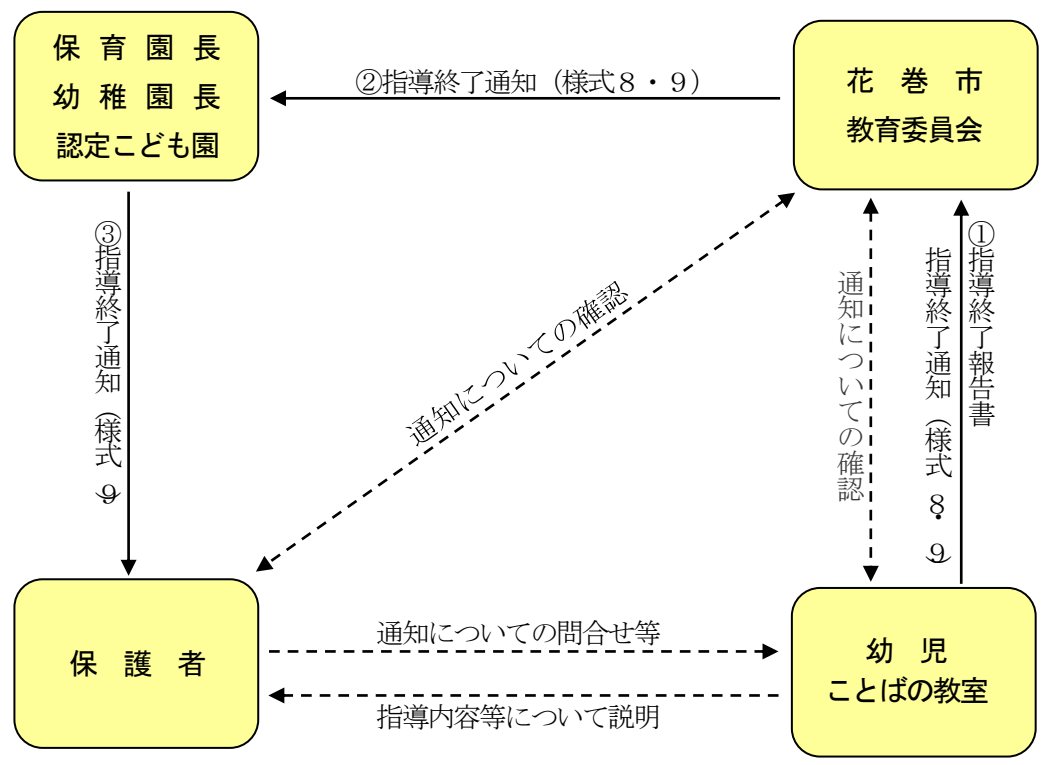 保育園長
幼稚園長
認定こども園
②指導終了通知（様式８・９）
花巻市
教育委員会
③指導終了通知（様式９）
通知についての確認
通知についての確認
①指導終了報告書
指導終了通知（様式８・９）
保護者
通知についての問合せ等
指導内容等について説明
幼児
ことばの教室